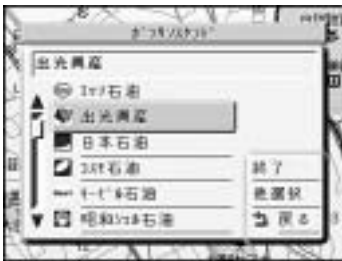 ガソリンスタンド
出光興産
エッソ石油
出光興産
日本石油
コスモ石油
モービル石油
昭和シェル石油
終了
他選択
戻る